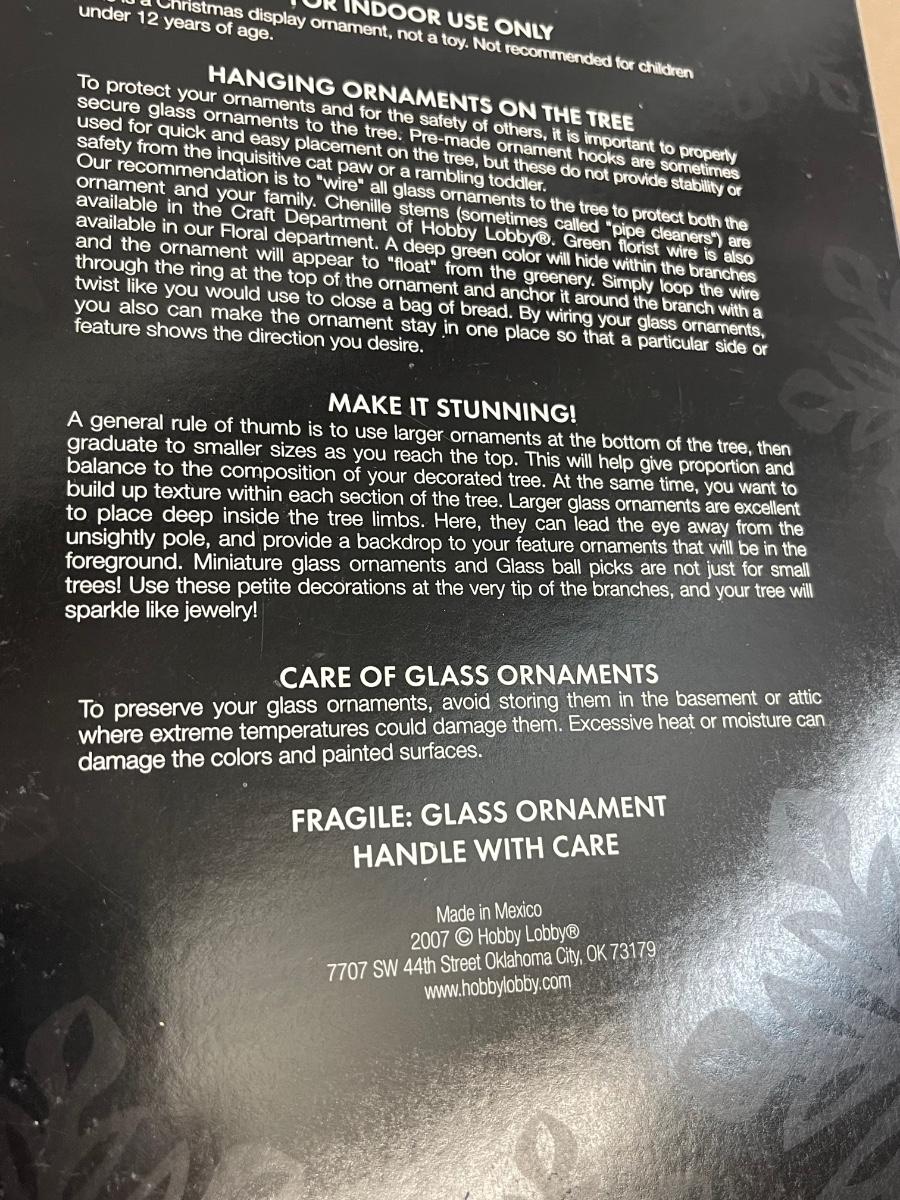 FOR INDOOR USE ONLY
is a Christmas display ornament, not a toy. Not recommended for children
under 12 years of age.
HANGING ORNAMENTS ON THE TREE
To protect your ornaments and for the safety of others, it is important to properly
secure glass ornaments to the tree. Pre-made ornament hooks are sometimes
used for quick and easy placement on the tree, but these do not provide stability or
safety from the inquisitive cat paw or a rambling toddler.
Our recommendation is to "wire" all glass ornaments to the tree to protect both the
ornament and your family. Chenille stems (sometimes called "pipe cleaners") are
available in the Craft Department of Hobby Lobby®. Green florist wire is also
available in our Floral department. A deep green color will hide within the branches
and the ornament will appear to "float" from the greenery. Simply loop the wire
through the ring at the top of the ornament and anchor it around the branch with a
twist like you would use to close a bag of bread. By wiring your glass ornaments,
you also can make the ornament stay in one place so that a particular side or
feature shows the direction you desire.
MAKE IT STUNNING!
A general rule of thumb is to use larger ornaments at the bottom of the tree, then
graduate to smaller sizes as you reach the top. This will help give proportion and
balance to the composition of your decorated tree. At the same time, you want to
build up texture within each section of the tree. Larger glass ornaments are excellent
to place deep inside the tree limbs. Here, they can lead the eye away from the
unsightly pole, and provide a backdrop to your feature ornaments that will be in the
foreground. Miniature glass ornaments and Glass ball picks are not just for small
trees! Use these petite decorations at the very tip of the branches, and your tree will
sparkle like jewelry!
CARE OF GLASS ORNAMENTS
To preserve your glass ornaments, avoid storing them in the basement or attic
where extreme temperatures could damage them. Excessive heat or moisture can
damage the colors and painted surfaces.
FRAGILE: GLASS ORNAMENT
HANDLE WITH CARE
Made in Mexico
2007 © Hobby Lobby®
7707 SW 44th Street Oklahoma City, OK 73179
www.hobbylobby.com